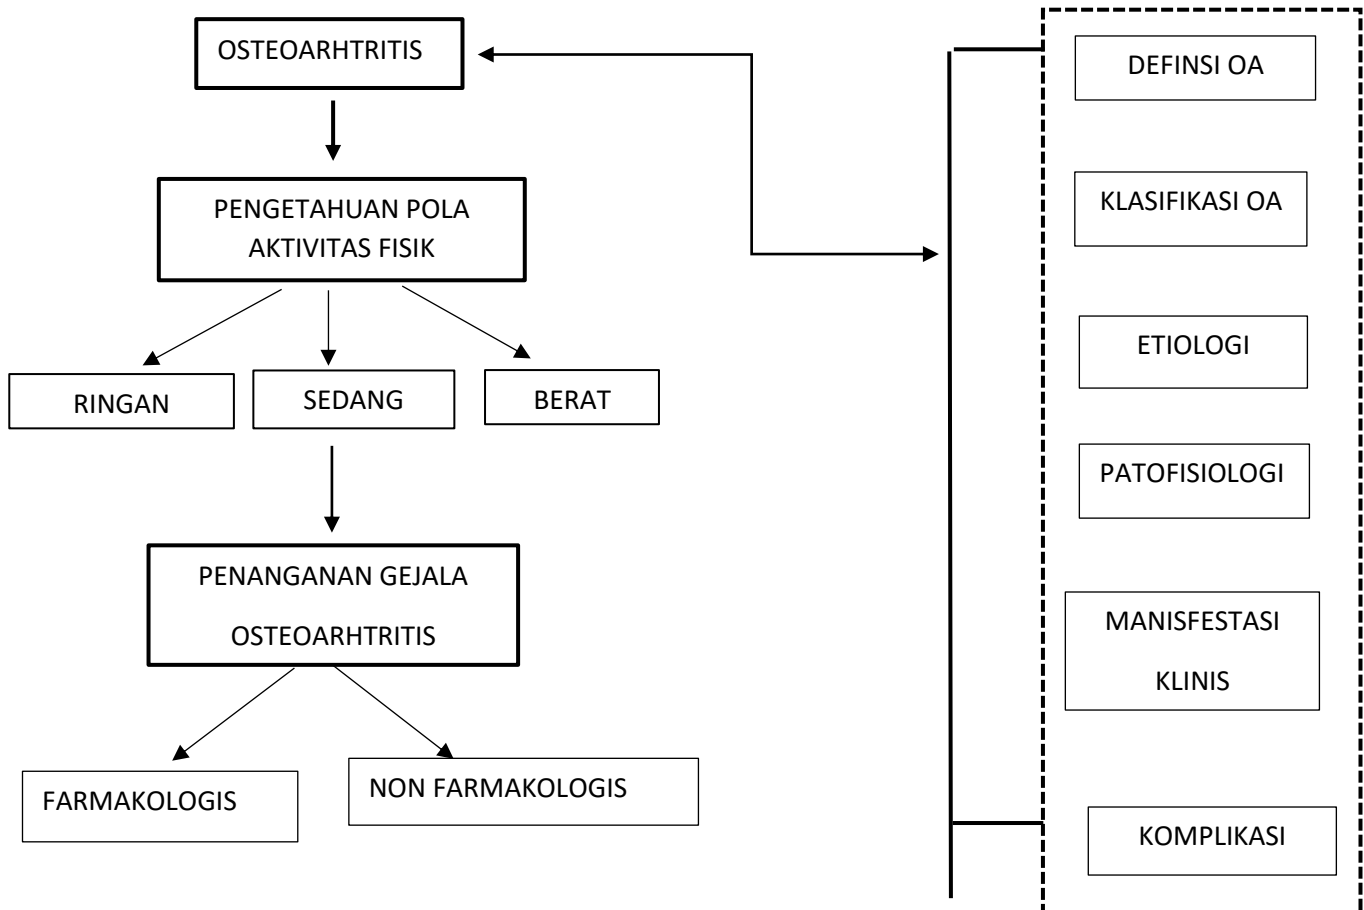 OSTEOARHTRITIS
PENGETAHUAN POLA
AKTIVITAS FISIK
RINGAN
SEDANG
BERAT
PENANGANAN GEJALA
OSTEOARHTRITIS
FARMAKOLOGIS
NON FARMAKOLOGIS
DEFINSI OA
KLASIFIKASI OA
ETIOLOGI
PATOFISIOLOGI
MANISFESTASI
KLINIS
KOMPLIKASI